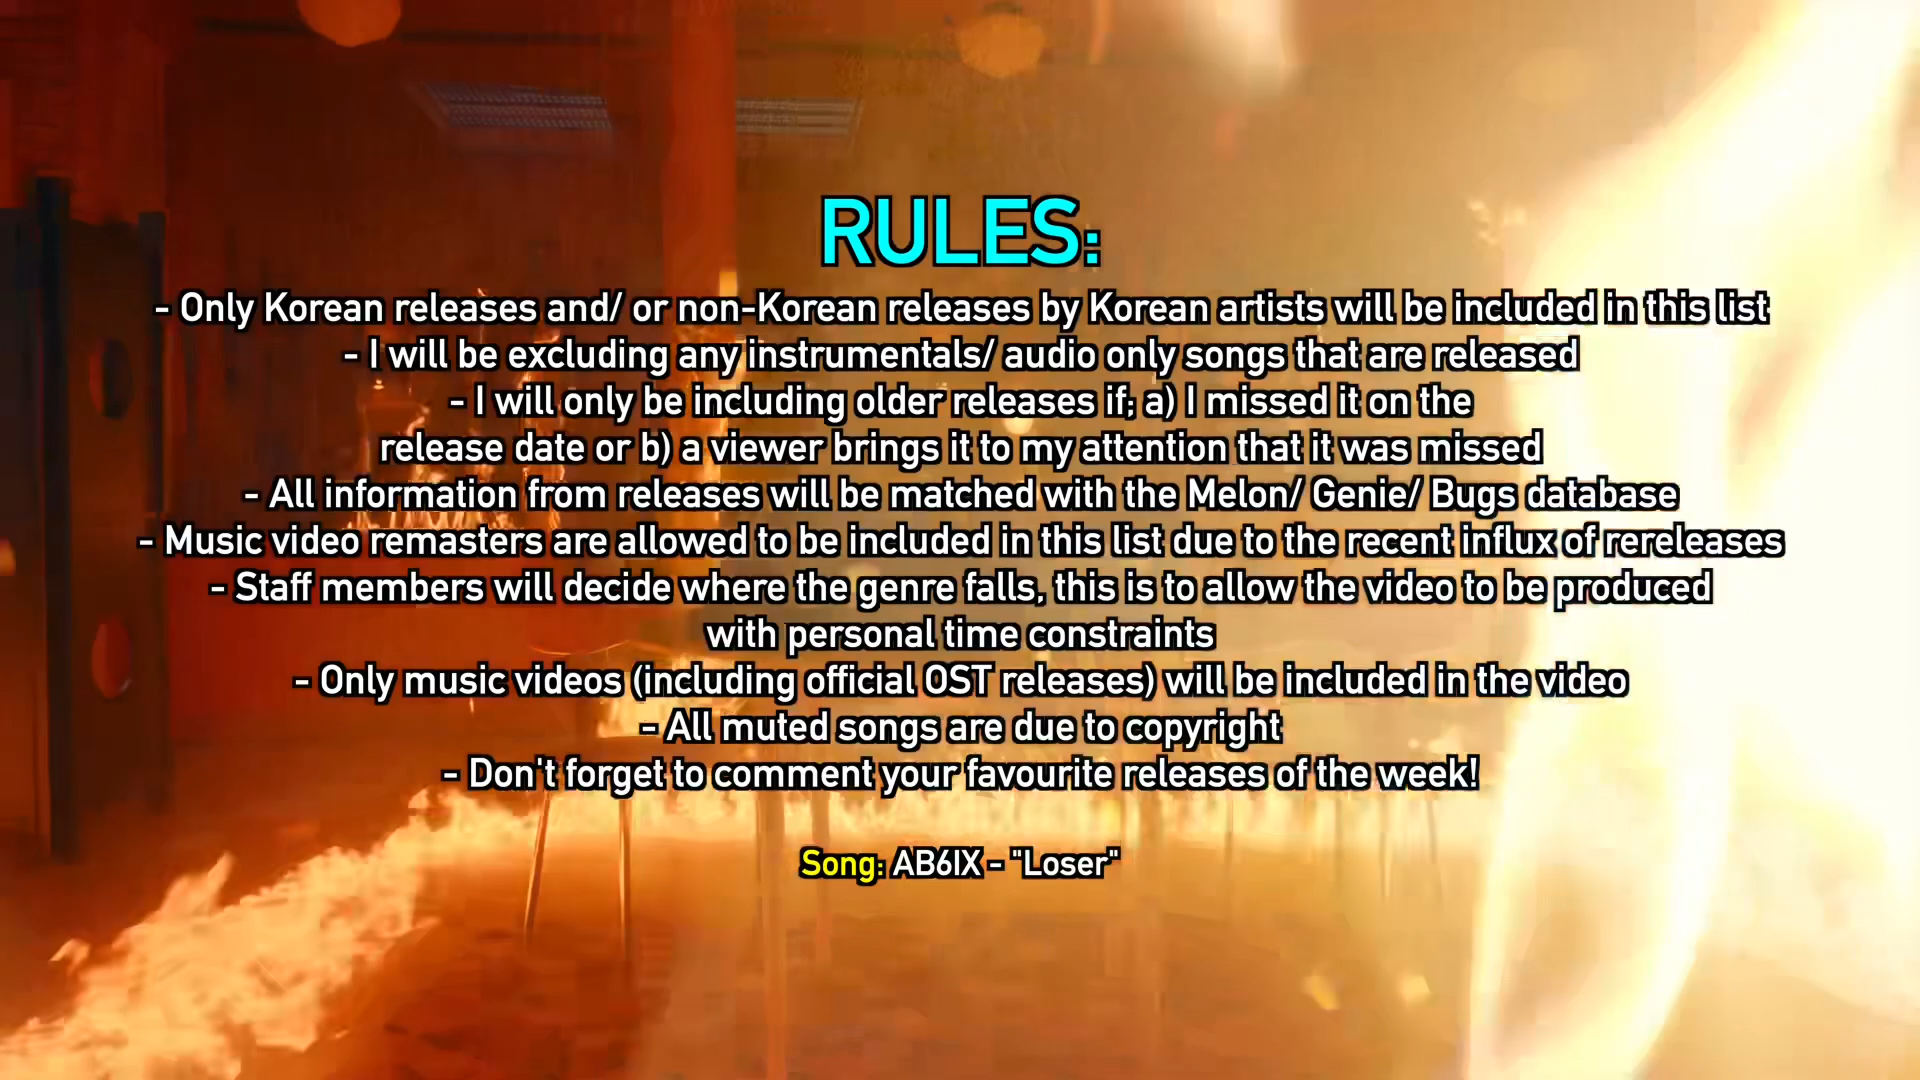 RULES:
- Only Korean releases and/ or non-Korean releases by Korean artists will be included in this list
- I will be excluding any instrumentals/ audio only songs that are released
- I will only be including older releases if; a) I missed it on the
release date or b) a viewer brings it to my attention that it was missed
- All information from releases will be matched with the Melon/ Genie/ Bugs database
- Music video remasters are allowed to be included in this list due to the recent influx of rereleases
- Staff members will decide where the genre falls, this is to allow the video to be produced
with personal time constraints
- Only music videos (including official OST releases) will be included in the video
- All muted songs are due to copyright
- Don't forget to comment your favourite releases of the week!
Song: AB6IX - "Loser"